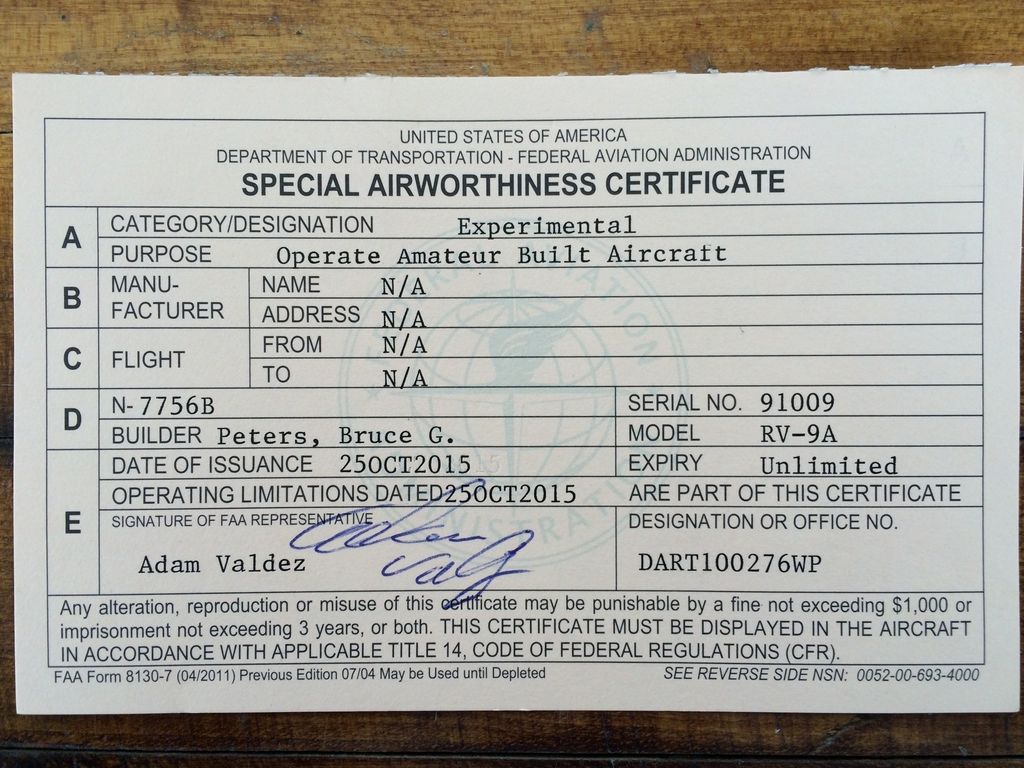 UNITED STATES OF AMERICA
DEPARTMENT OF TRANSPORTATION - FEDERAL AVIATION ADMINISTRATION
SPECIAL AIRWORTHINESS CERTIFICATE
A CATEGORY/DESIGNATION Experimental
PURPOSE Operate Amateur Built Aircraft
B MANU-FACTURER NAME N/A
ADDRESS N/A
C FLIGHT FROM N/A
TO N/A
D N- 7756B SERIAL NO. 91009
BUILDER Peters, Bruce G. MODEL RV-9A
E DATE OF ISSUANCE 25OCT2015 EXPIRY Unlimited
OPERATING LIMITATIONS DATED 25OCT2015 ARE PART OF THIS CERTIFICATE
SIGNATURE OF FAA REPRESENTATIVE DESIGNATION OR OFFICE NO.
Adam Valdez DART100276WP
Any alteration, reproduction or misuse of this certificate may be punishable by a fine not exceeding $1,000 or
imprisonment not exceeding 3 years, or both. THIS CERTIFICATE MUST BE DISPLAYED IN THE AIRCRAFT
IN ACCORDANCE WITH APPLICABLE TITLE 14, CODE OF FEDERAL REGULATIONS (CFR).
FAA Form 8130-7 (04/2011) Previous Edition 07/04 May be Used until Depleted SEE REVERSE SIDE NSN: 0052-00-693-4000
FEDERAL AVIATION ADMINISTRATION